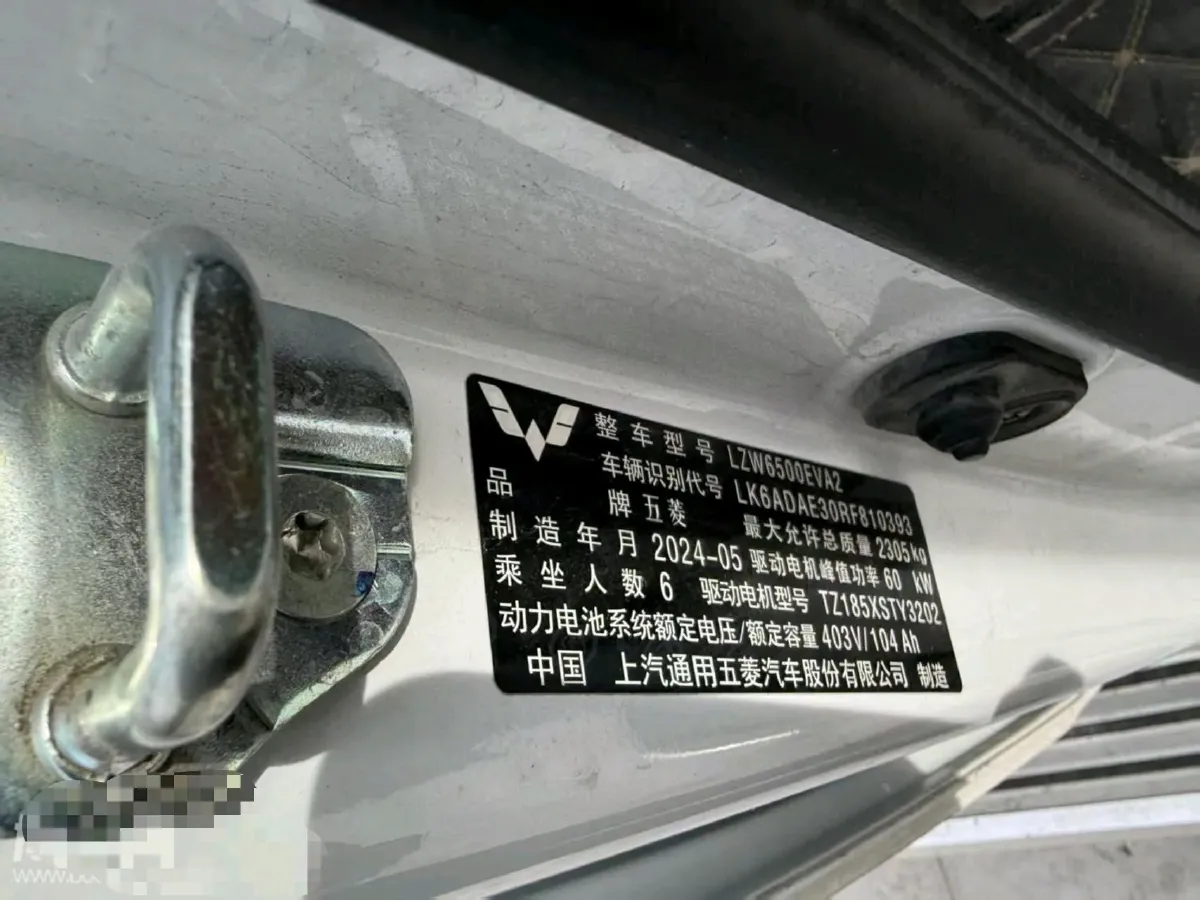 整车型号 LZW6500EVA2
车辆识别代号 LK6ADAE30RF810393
品牌 五菱 最大允许总质量 2305kg
制造年月 2024-05 驱动电机峰值功率 60 kW
乘坐人数 6 驱动电机型号 TZ185XSTY3202
动力电池系统额定电压/额定容量 403V/104Ah
中国 上汽通用五菱汽车股份有限公司 制造